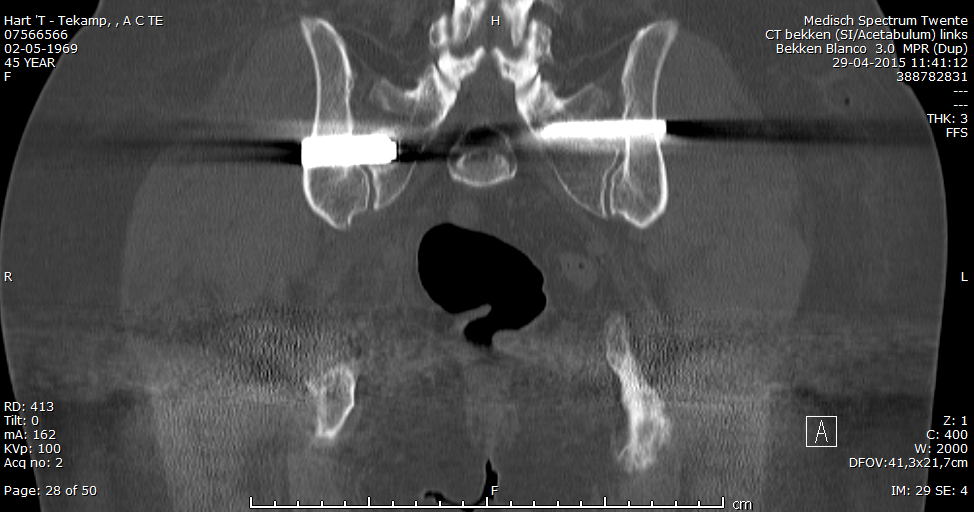 Hart 'T - Tekamp, , A C TE
07566566
02-05-1969
45 YEAR
F
H
Medisch Spectrum Twente
CT bekken (SI/Acetabulum) links
Bekken Blanco 3.0 MPR (Dup)
29-04-2015 11:41:12
388782831
---
---
THK: 3
FFS
R
L
RD: 413
Tilt: 0
mA: 162
KVp: 100
Acq no: 2
Page: 28 of 50
A
F
cm
Z: 1
C: 400
W: 2000
DFOV:41,3x21,7cm
IM: 29 SE: 4